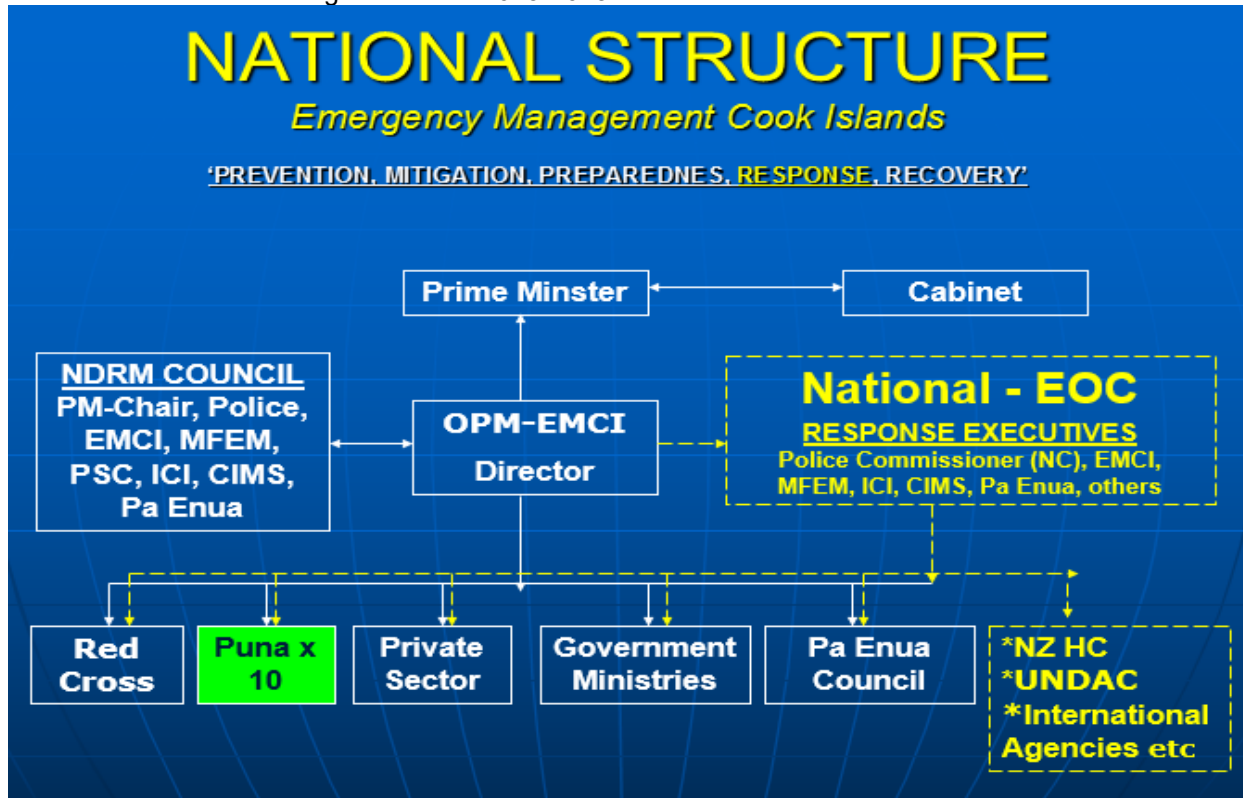 NATIONAL STRUCTURE
Emergency Management Cook Islands
‘PREVENTION, MITIGATION, PREPAREDNES, RESPONSE, RECOVERY’
Prime Minster
Cabinet
NDRM COUNCIL
PM-Chair, Police,
EMCI, MFEM,
PSC, ICI, CIMS,
Pa Enua
OPM-EMCI
Director
National - EOC
RESPONSE EXECUTIVES
Police Commissioner (NC), EMCI,
MFEM, ICI, CIMS, Pa Enua, others
Red
Cross
Puna x
10
Private
Sector
Government
Ministries
Pa Enua
Council
*NZ HC
*UNDAC
*International
Agencies etc